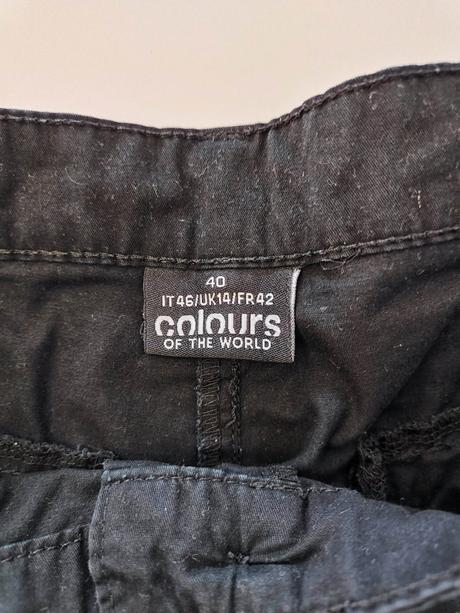 40
IT46/UK14/FR42
colours
OF THE WORLD